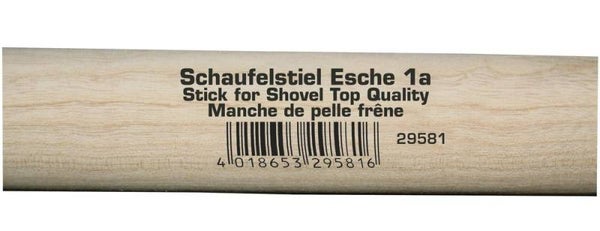 Schaufelstiel Esche 1a
Stick for Shovel Top Quality
Manche de pelle frêne
29581
4 018653 295816